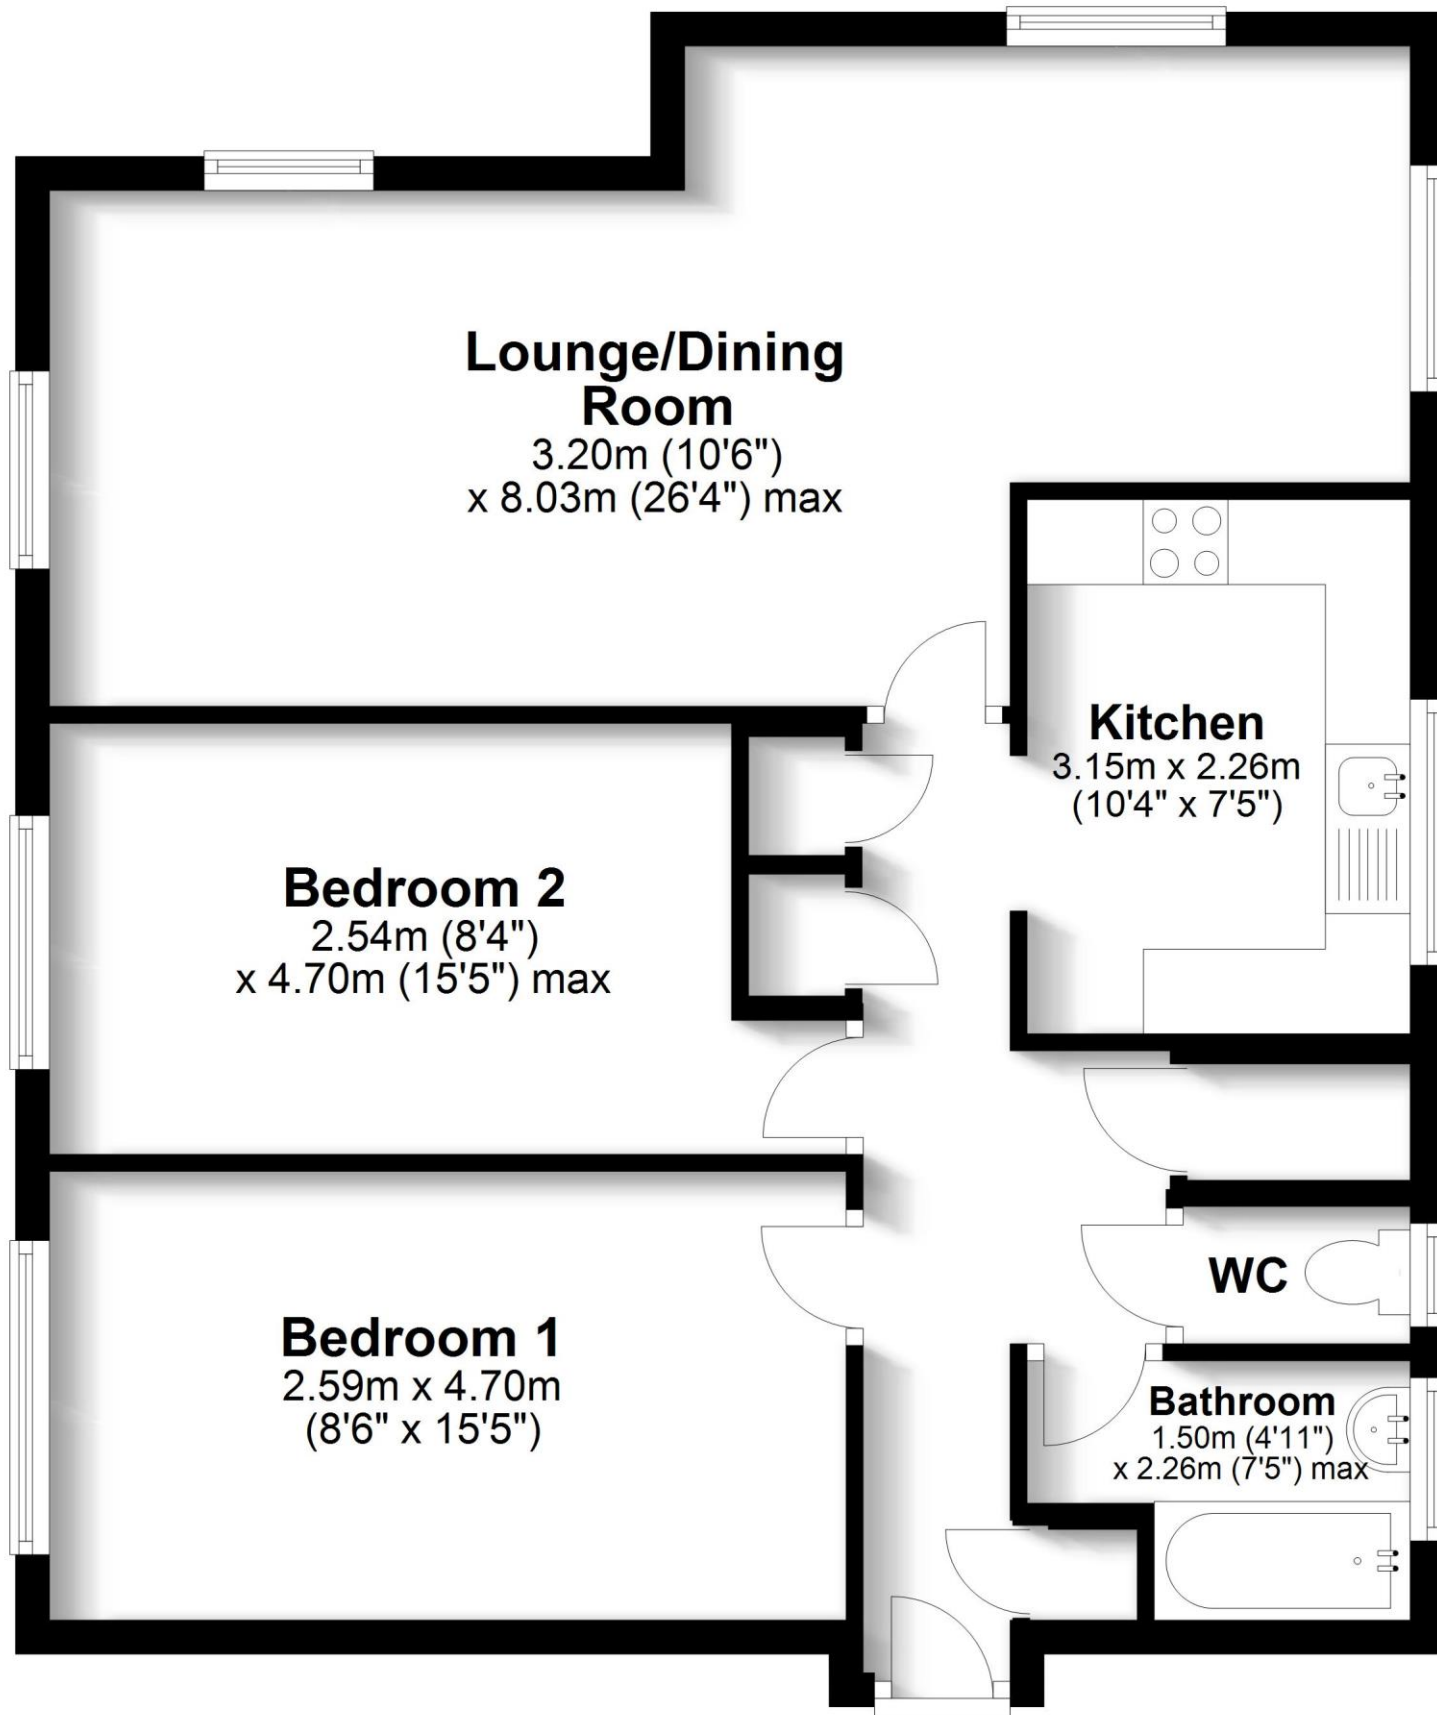 Lounge/Dining
Room
3.20m (10'6")
x 8.03m (26'4") max
Kitchen
3.15m x 2.26m
(10'4" x 7'5")
Bedroom 2
2.54m (8'4")
x 4.70m (15'5") max
WC
Bedroom 1
2.59m x 4.70m
(8'6" x 15'5")
Bathroom
1.50m (4'11")
x 2.26m (7'5") max